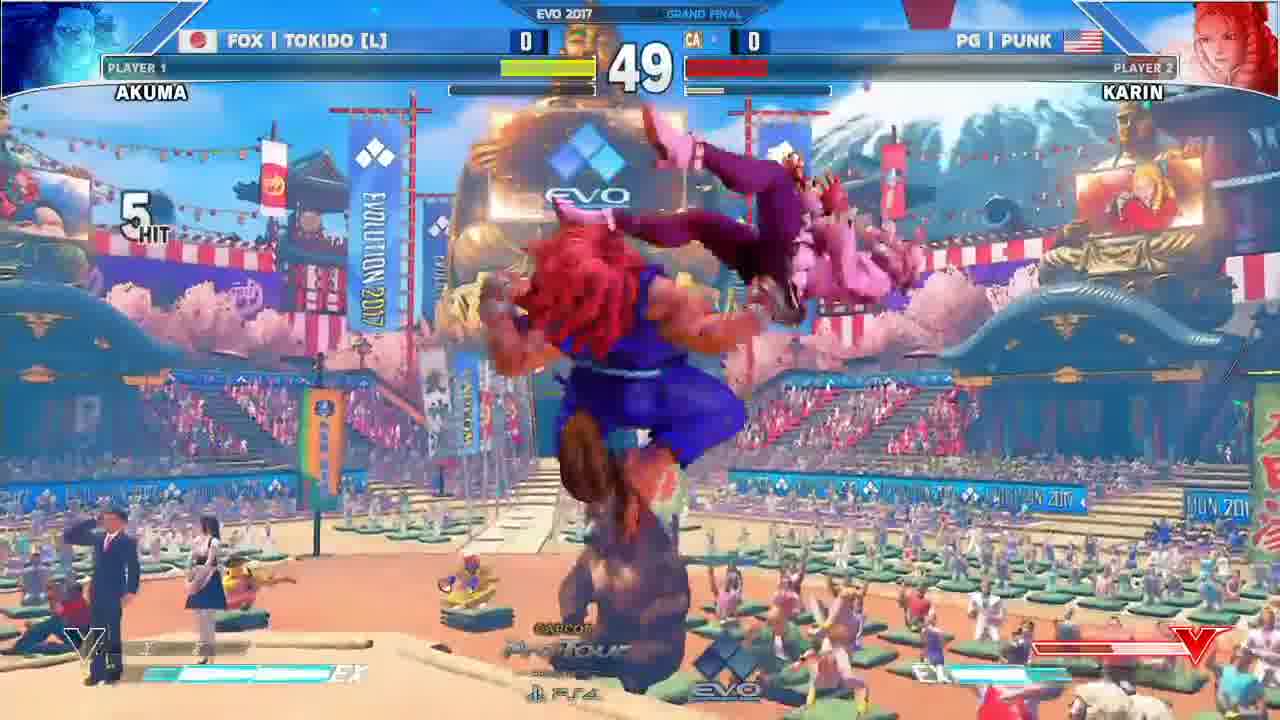 EVO 2017 GRAND FINAL
FOX | TOKIDO [L] 0 CA 0 PG | PUNK
49
PLAYER 1 PLAYER 2
AKUMA KARIN
EVO
EVOLUTION 2017
5
HIT
EX EX
CAPCOM
PRO TOUR
PS4
EVO